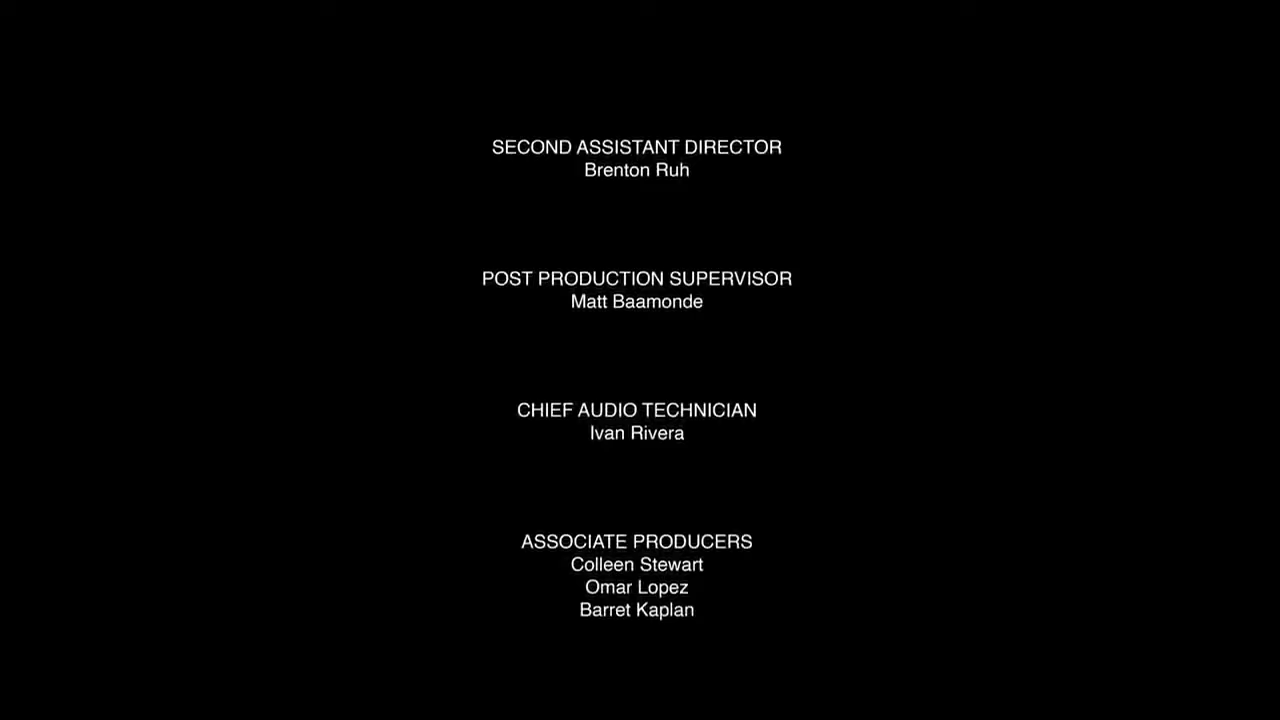 SECOND ASSISTANT DIRECTOR
Brenton Ruh
POST PRODUCTION SUPERVISOR
Matt Baamonde
CHIEF AUDIO TECHNICIAN
Ivan Rivera
ASSOCIATE PRODUCERS
Colleen Stewart
Omar Lopez
Barret Kaplan